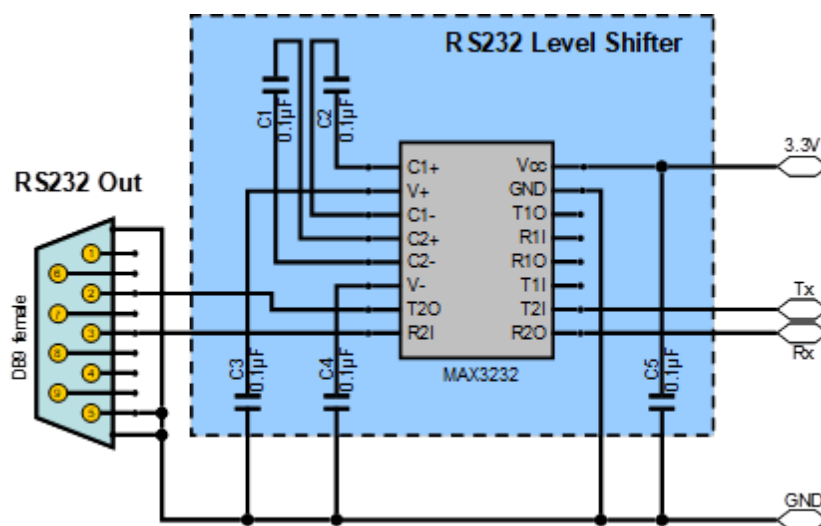 RS232 Level Shifter
C1
0.1µF
C2
0.1µF
3.3V
RS232 Out
C1+
V+
C1-
C2+
C2-
V-
T2O
R2I
Vcc
GND
T1O
R1I
R1O
T1I
T2I
R2O
MAX3232
Tx
Rx
DB9 female
1
6
2
7
3
8
4
9
5
C3
0.1µF
C4
0.1µF
C5
0.1µF
GND